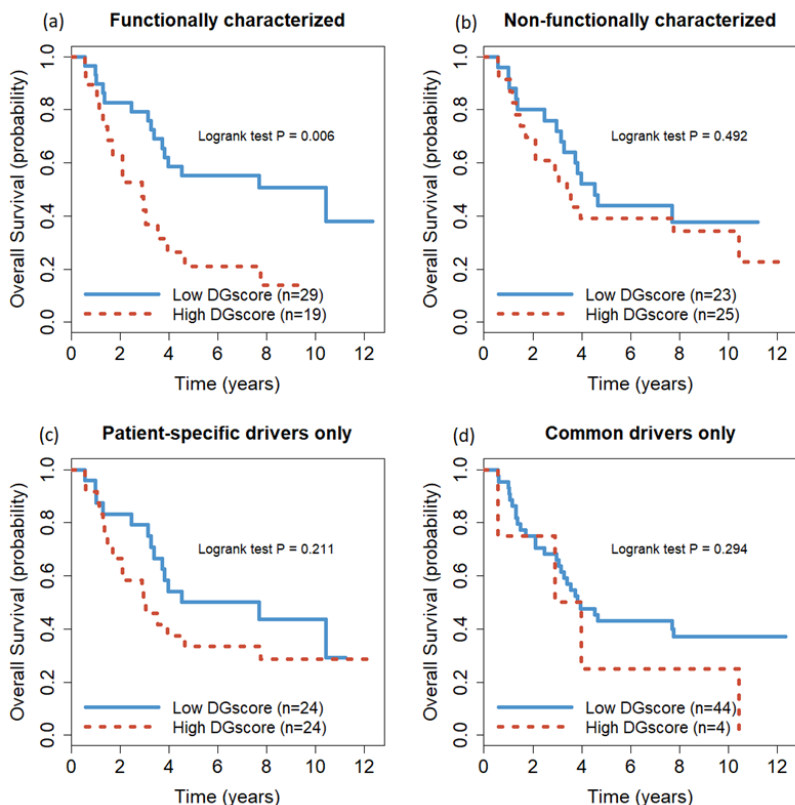 (a) Functionally characterized
Overall Survival (probability)
1.0
0.8
0.6
0.4
0.2
0.0
Logrank test P = 0.006
Low DGscore (n=29)
High DGscore (n=19)
0 2 4 6 8 10 12
Time (years)
(b) Non-functionally characterized
Overall Survival (probability)
1.0
0.8
0.6
0.4
0.2
0.0
Logrank test P = 0.492
Low DGscore (n=23)
High DGscore (n=25)
0 2 4 6 8 10 12
Time (years)
(c) Patient-specific drivers only
Overall Survival (probability)
1.0
0.8
0.6
0.4
0.2
0.0
Logrank test P = 0.211
Low DGscore (n=24)
High DGscore (n=24)
0 2 4 6 8 10 12
Time (years)
(d) Common drivers only
Overall Survival (probability)
1.0
0.8
0.6
0.4
0.2
0.0
Logrank test P = 0.294
Low DGscore (n=44)
High DGscore (n=4)
0 2 4 6 8 10 12
Time (years)